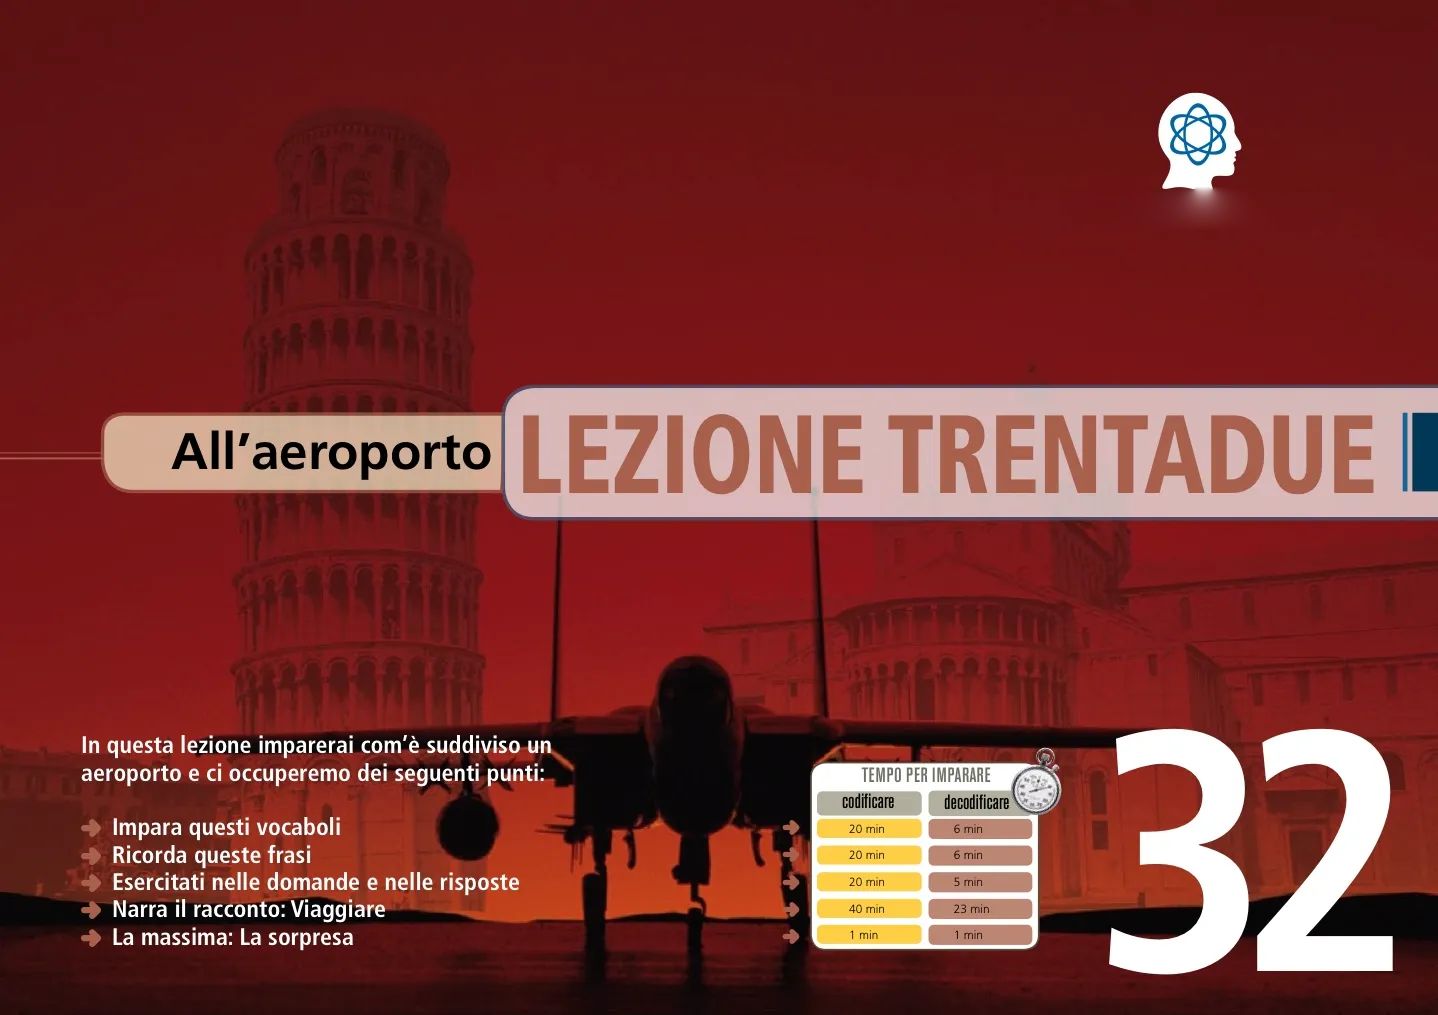 All’aeroporto
LEZIONE TRENTADUE
In questa lezione imparerai com’è suddiviso un
aeroporto e ci occuperemo dei seguenti punti:
Impara questi vocaboli
Ricorda queste frasi
Esercitati nelle domande e nelle risposte
Narra il racconto: Viaggiare
La massima: La sorpresa
TEMPO PER IMPARARE
codificare decodificare
20 min 6 min
20 min 6 min
20 min 5 min
40 min 23 min
1 min 1 min
32